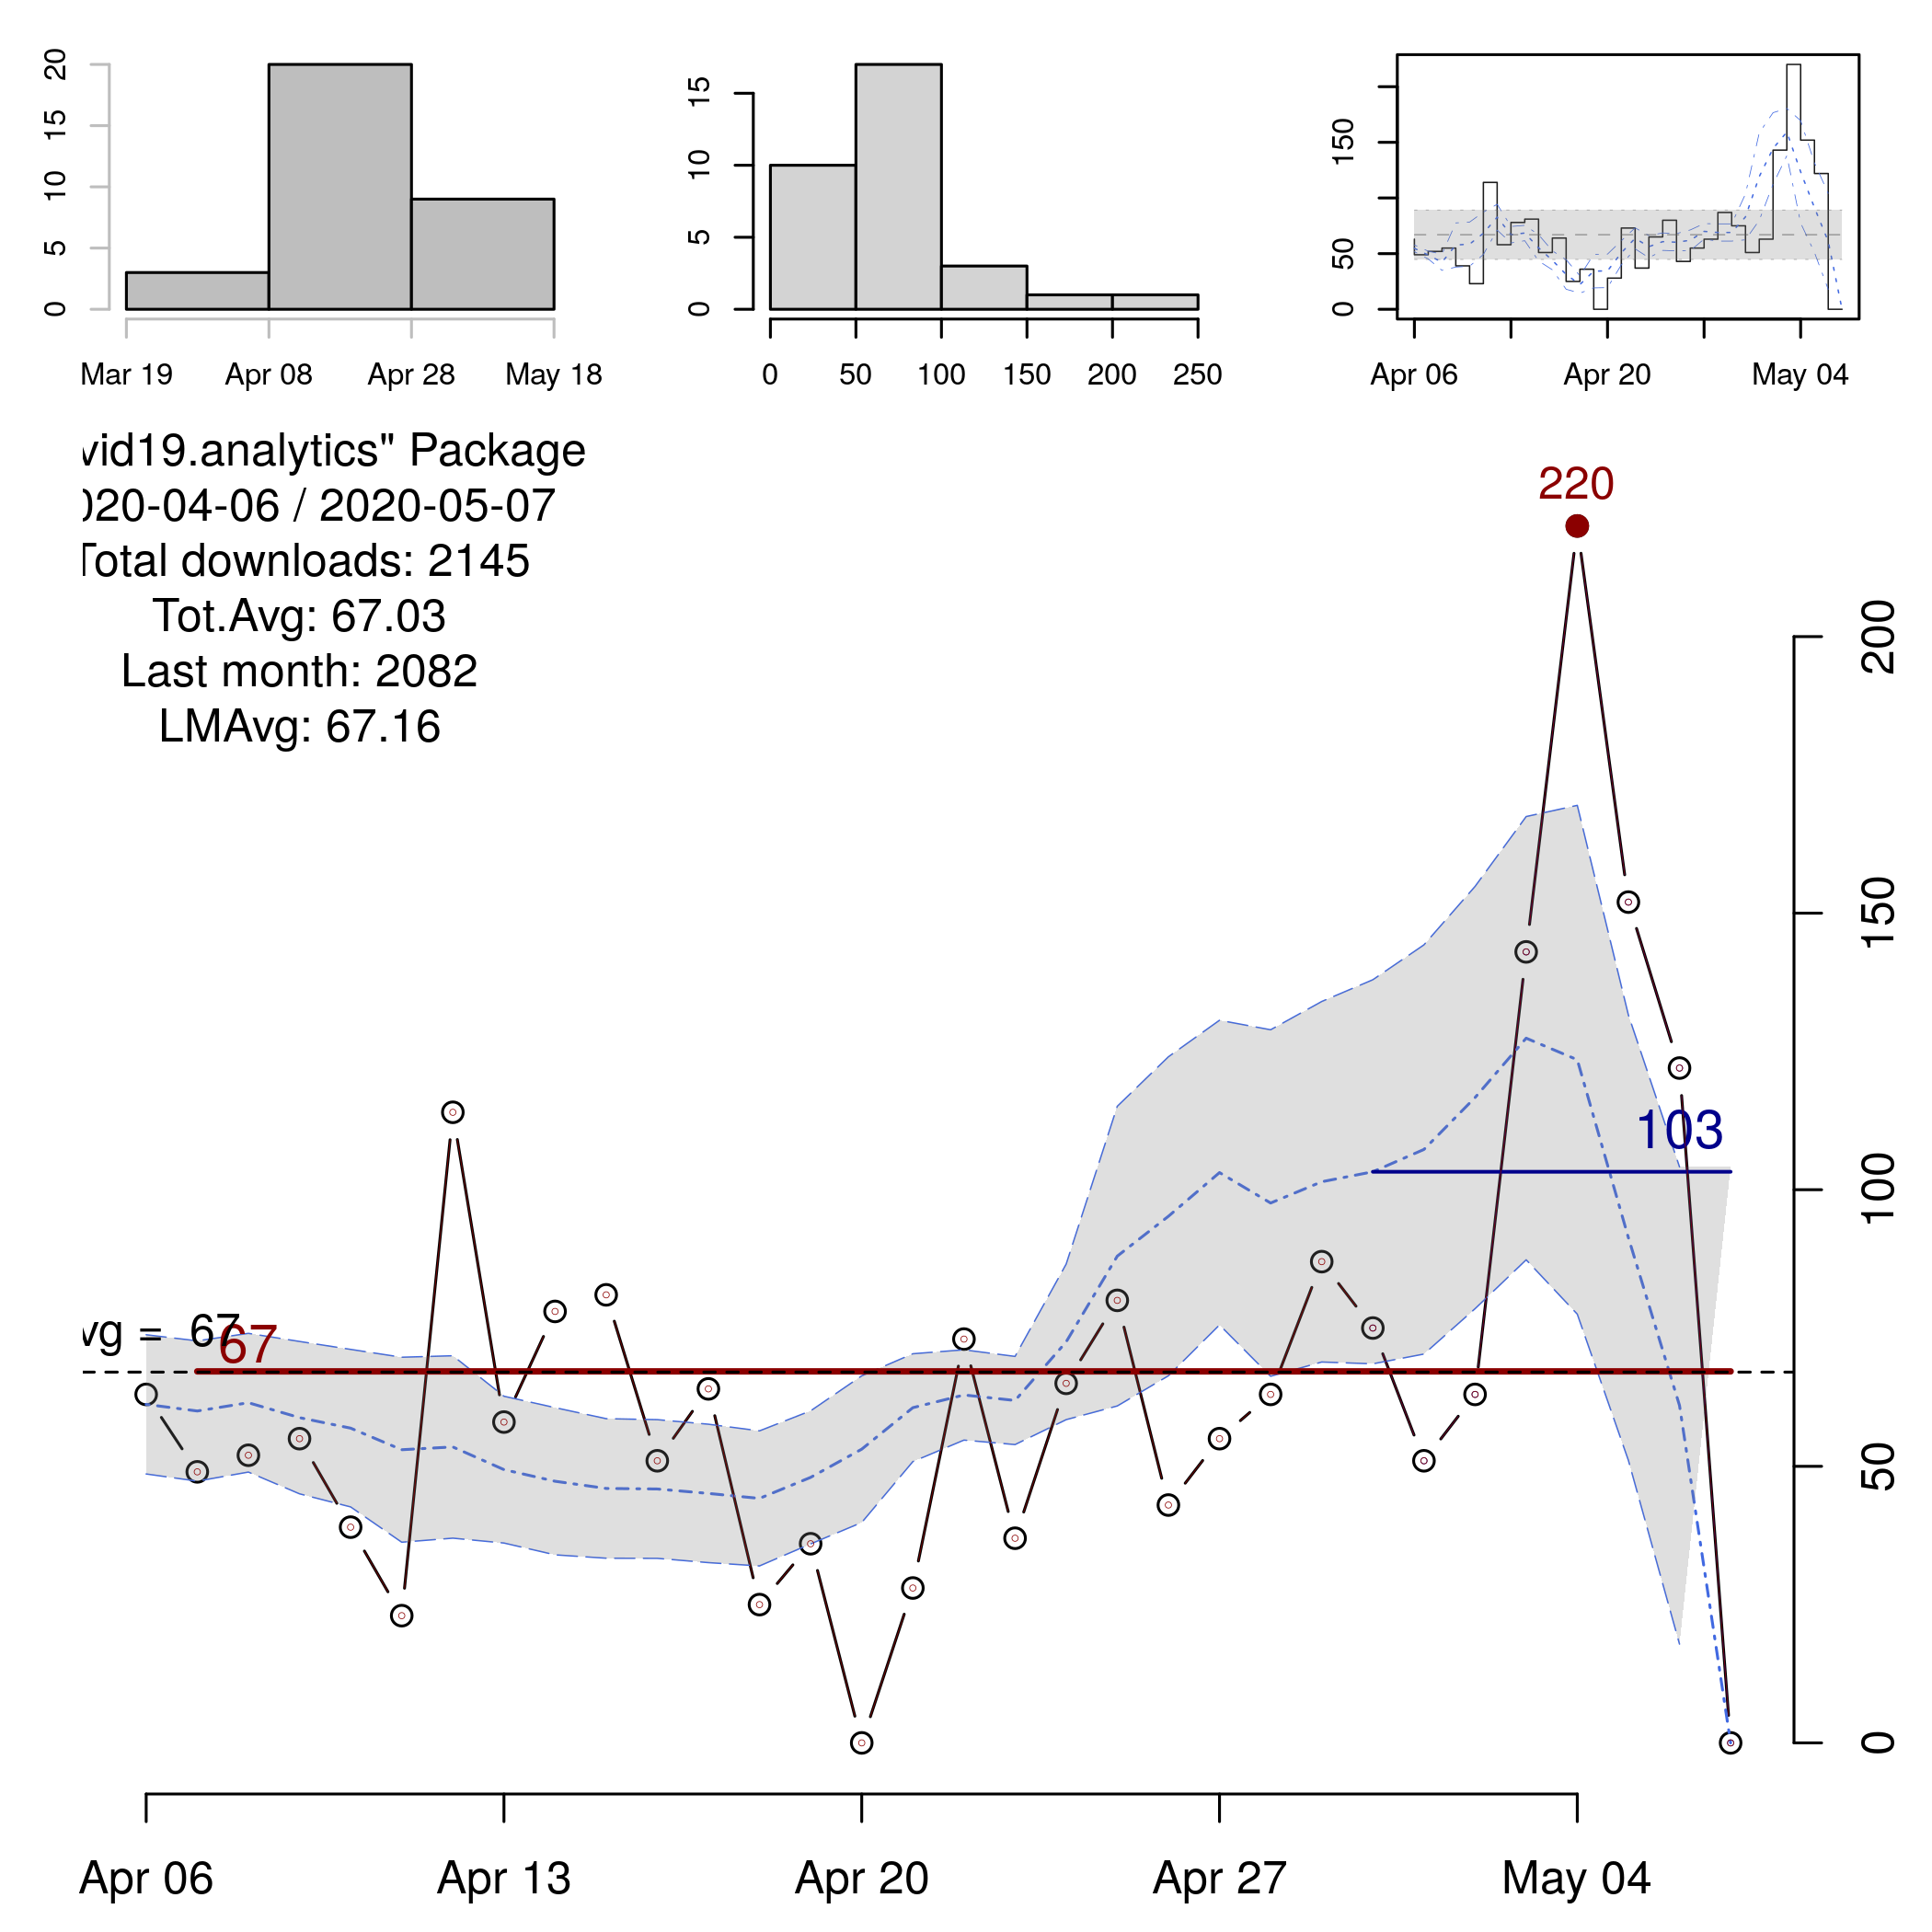 20
15
10
5
0
Mar 19 Apr 08 Apr 28 May 18
15
10
5
0
0 50 100 150 200 250
150
50
0
Apr 06 Apr 20 May 04
vid19.analytics" Package
020-04-06 / 2020-05-07
Total downloads: 2145
Tot.Avg: 67.03
Last month: 2082
LMAvg: 67.16
220
103
vg = 67
67
200
150
100
50
0
Apr 06 Apr 13 Apr 20 Apr 27 May 04